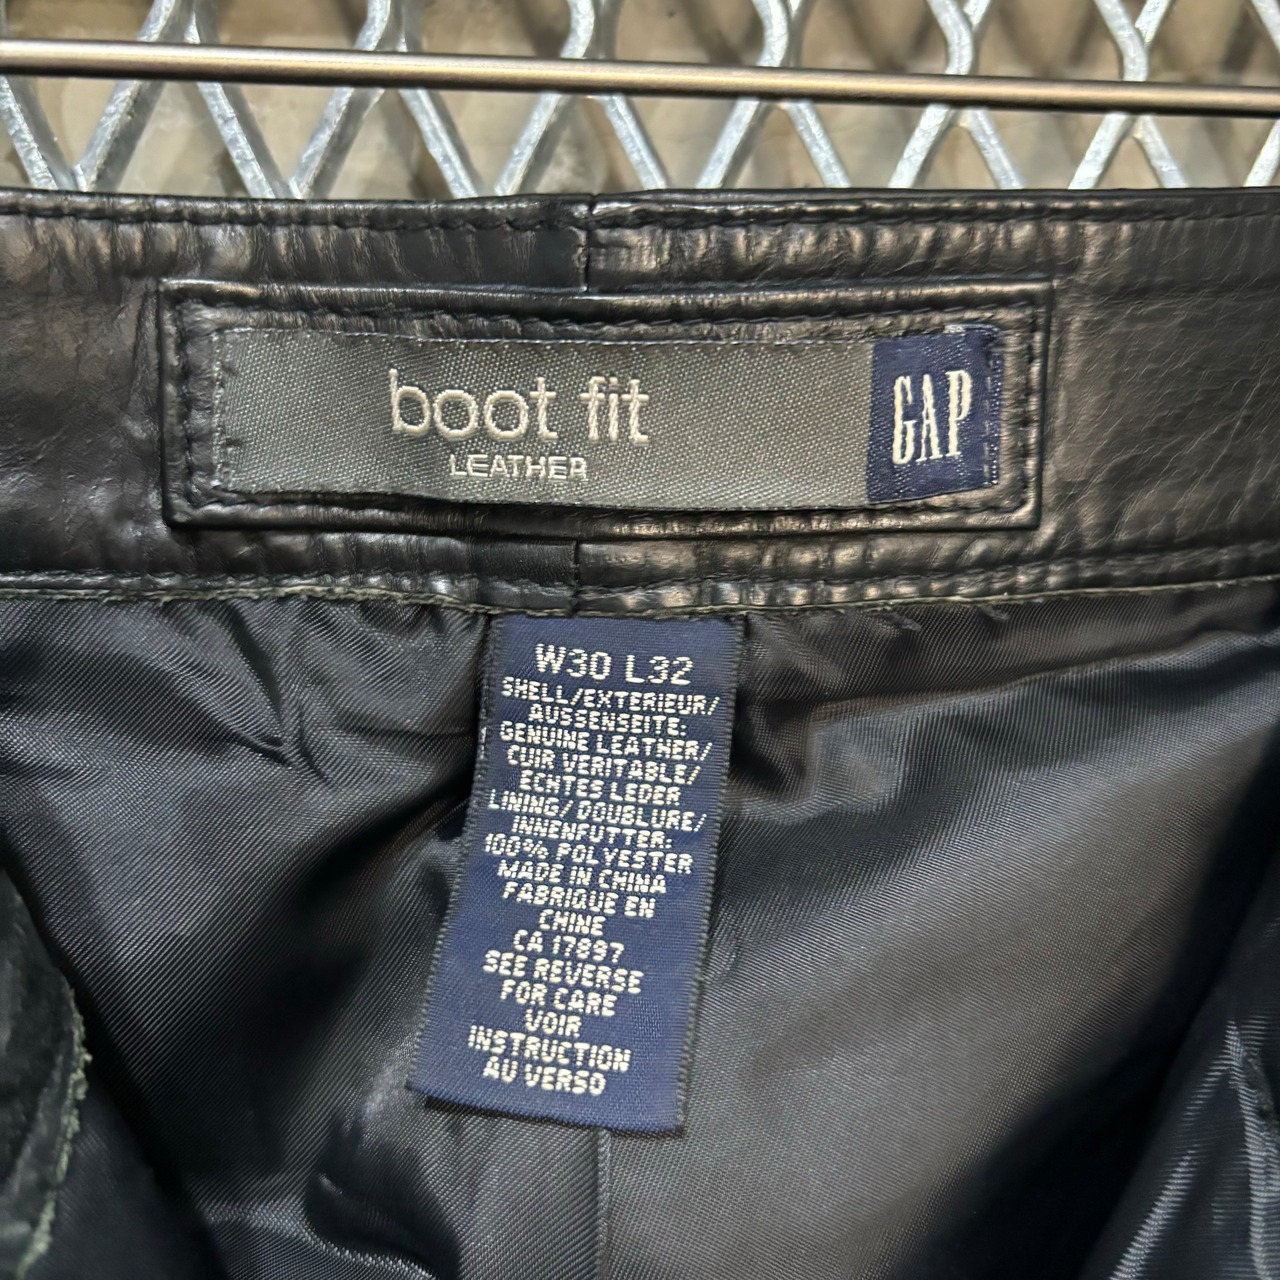 boot fit
LEATHER
GAP
W30 L32
SHELL/EXTERIEUR/
AUSSENSEITE:
GENUINE LEATHER/
CUIR VERITABLE/
ECHTES LEDER
LINING/DOUBLURE/
INNENFUTTER:
100% POLYESTER
MADE IN CHINA
FABRIQUE EN
CHINE
CA 17897
SEE REVERSE
FOR CARE
VOIR
INSTRUCTION
AU VERSO